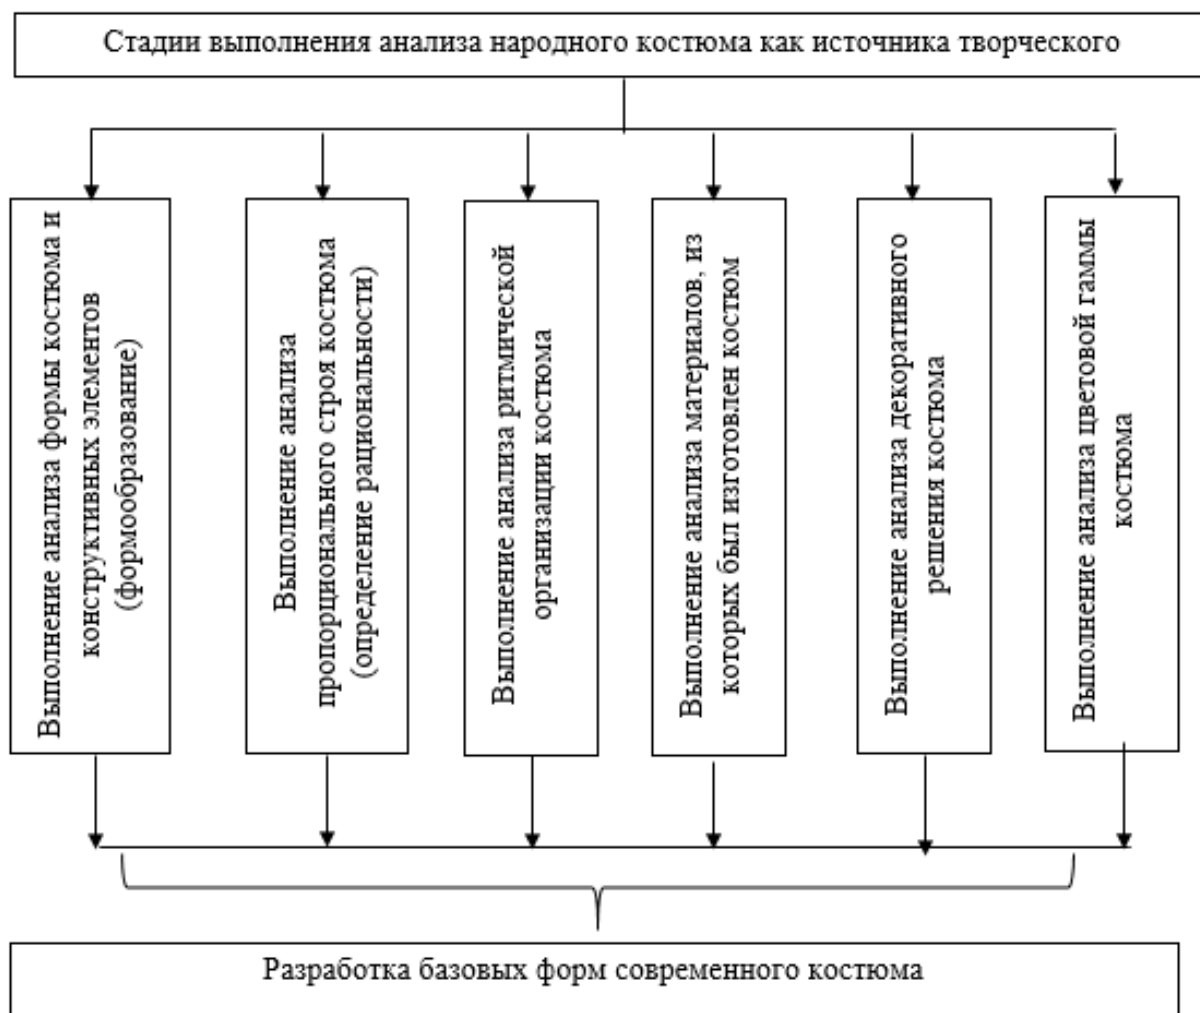 Стадии выполнения анализа народного костюма как источника творческого
Выполнение анализа формы костюма и
конструктивных элементов
(формообразование)
Выполнение анализа
пропорционального строя костюма
(определение рациональности)
Выполнение анализа ритмической
организации костюма
Выполнение анализа материалов, из
которых был изготовлен костюм
Выполнение анализа декоративного
решения костюма
Выполнение анализа цветовой гаммы
костюма
Разработка базовых форм современного костюма